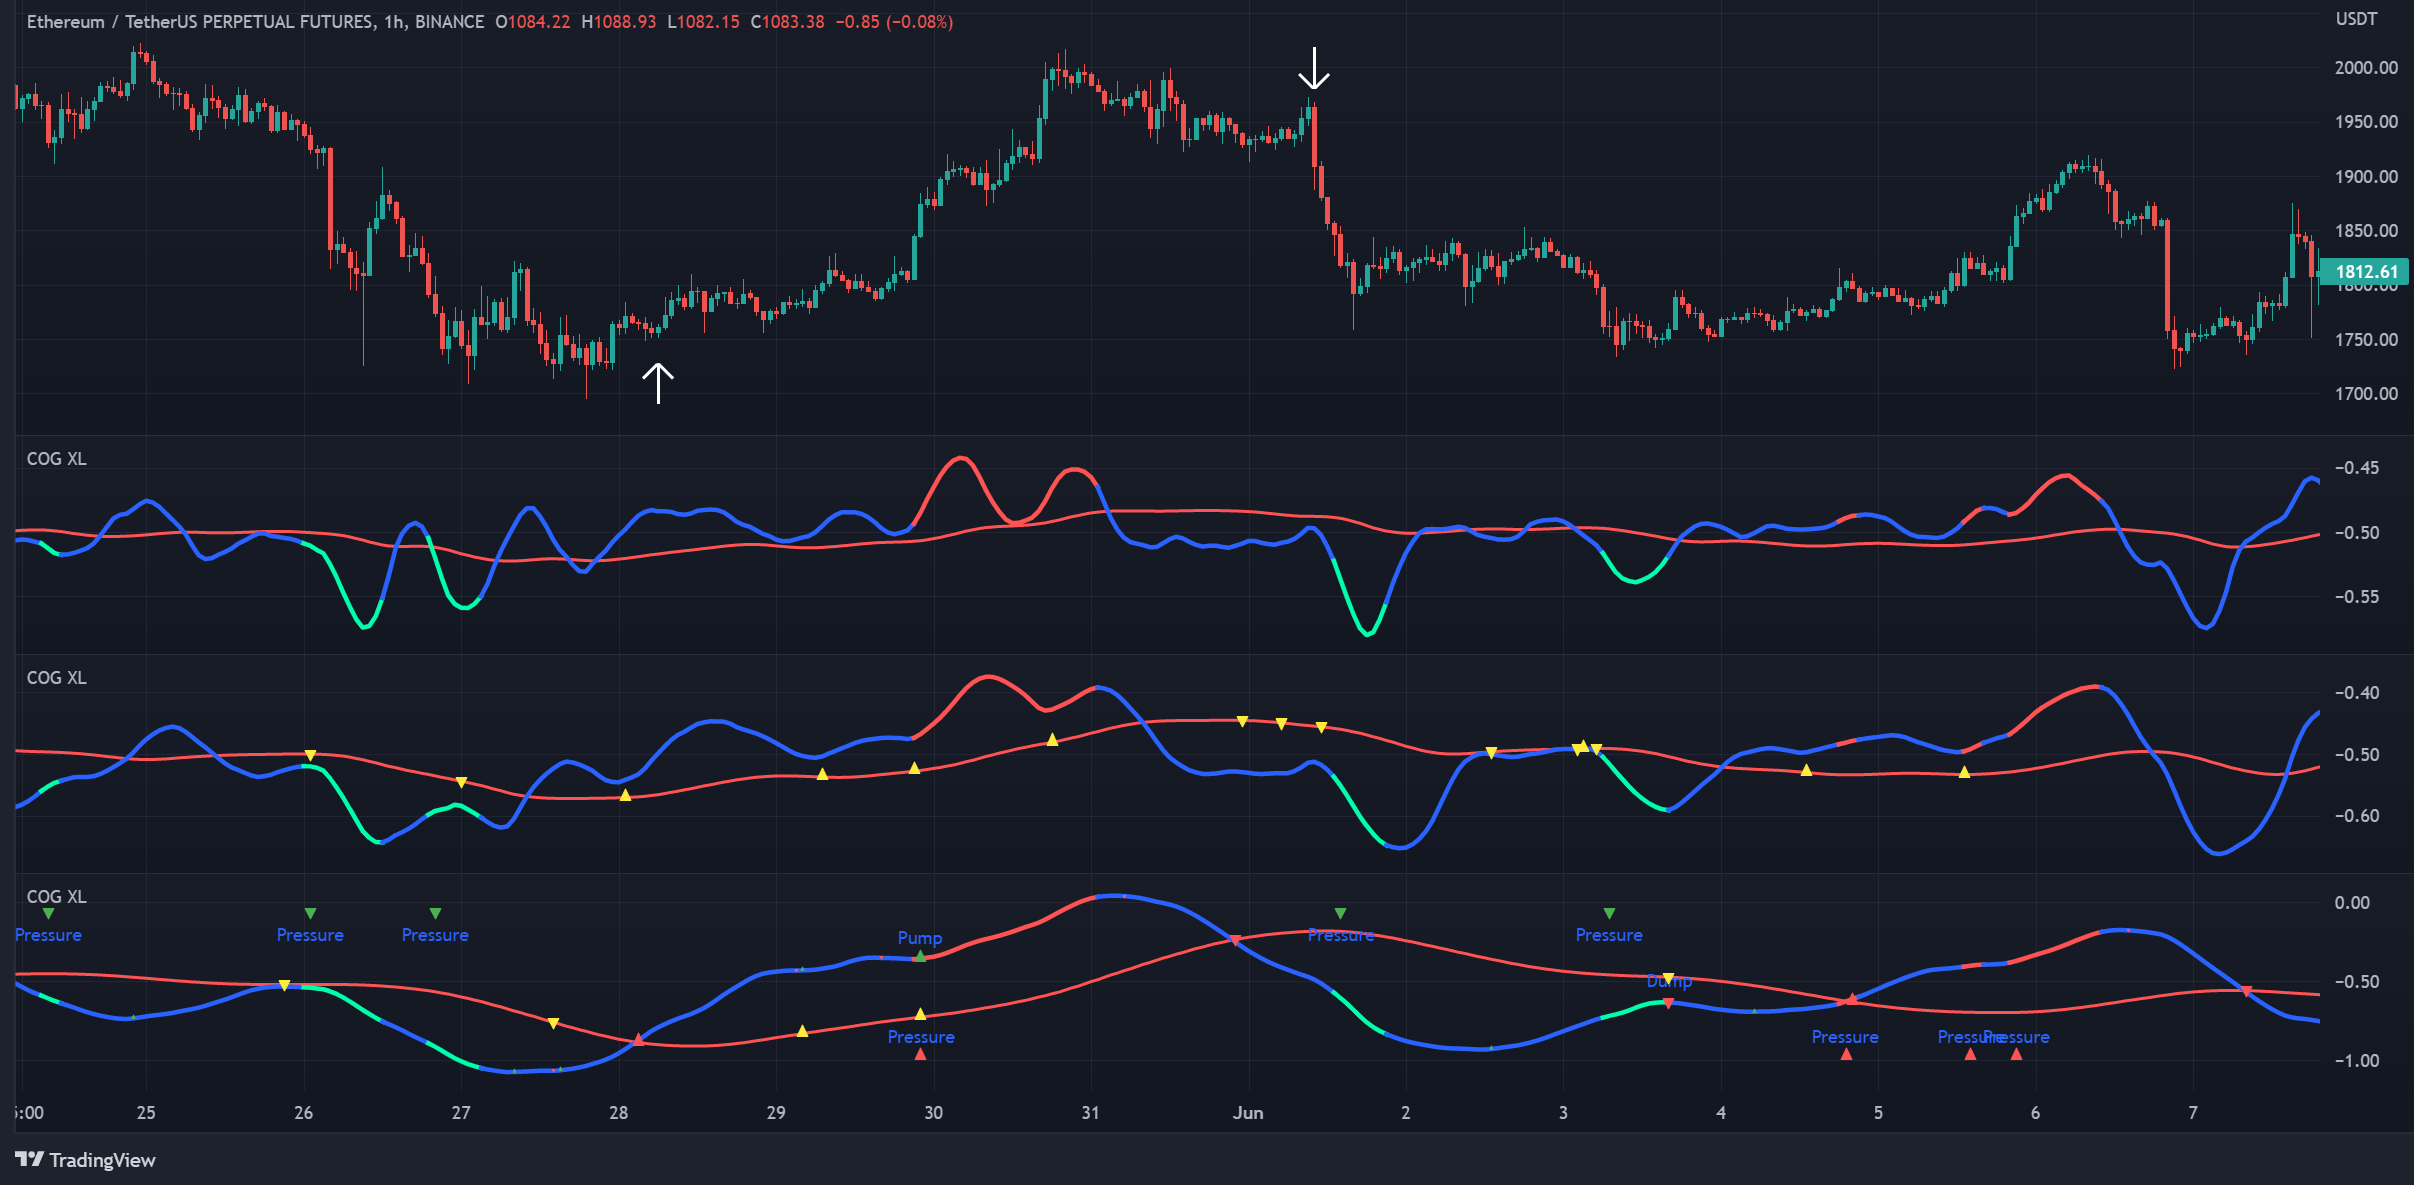 Ethereum / TetherUS PERPETUAL FUTURES, 1h, BINANCE O1084.22 H1088.93 L1082.15 C1083.38 −0.85 (−0.08%)
USDT
2000.00
1950.00
1900.00
1850.00
1812.61
1800.00
1750.00
1700.00
COG XL
−0.45
−0.50
−0.55
COG XL
−0.40
−0.50
−0.60
COG XL
0.00
Pressure Pressure Pressure Pump Pressure Pressure
Dump
−0.50
Pressure Pressure Pressure Pressure
−1.00
5:00 25 26 27 28 29 30 31 Jun 2 3 4 5 6 7
TradingView